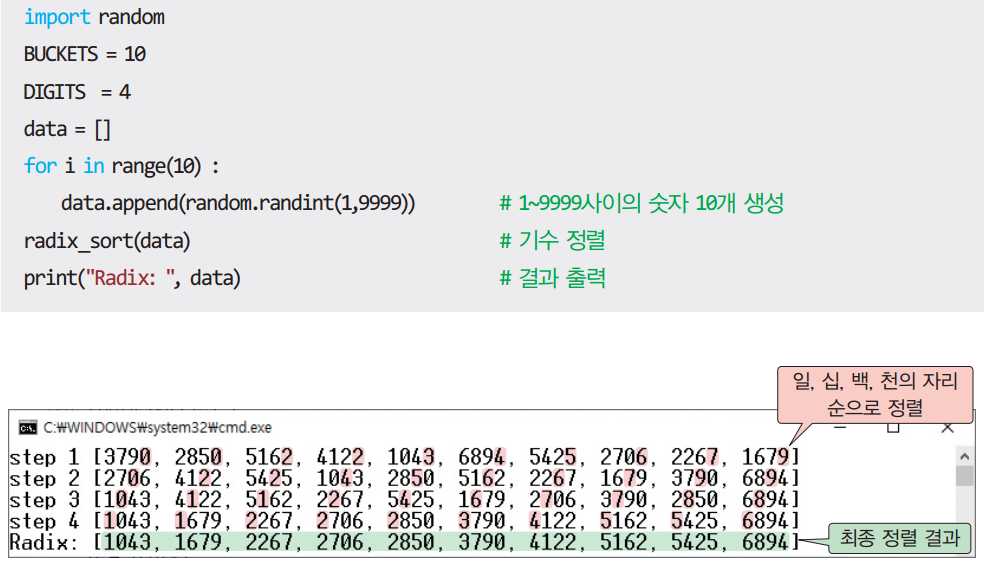 import random
BUCKETS = 10
DIGITS = 4
data = []
for i in range(10) :
data.append(random.randint(1,9999)) # 1~9999사이의 숫자 10개 생성
radix_sort(data) # 기수 정렬
print("Radix: ", data) # 결과 출력
일, 십, 백, 천의 자리
순으로 정렬
C:₩WINDOWS₩system32₩cmd.exe
step 1 [3790, 2850, 5162, 4122, 1043, 6894, 5425, 2706, 2267, 1679]
step 2 [2706, 4122, 5425, 1043, 2850, 5162, 2267, 1679, 3790, 6894]
step 3 [1043, 4122, 5162, 2267, 5425, 1679, 2706, 3790, 2850, 6894]
step 4 [1043, 1679, 2267, 2706, 2850, 3790, 4122, 5162, 5425, 6894]
Radix: [1043, 1679, 2267, 2706, 2850, 3790, 4122, 5162, 5425, 6894]
최종 정렬 결과